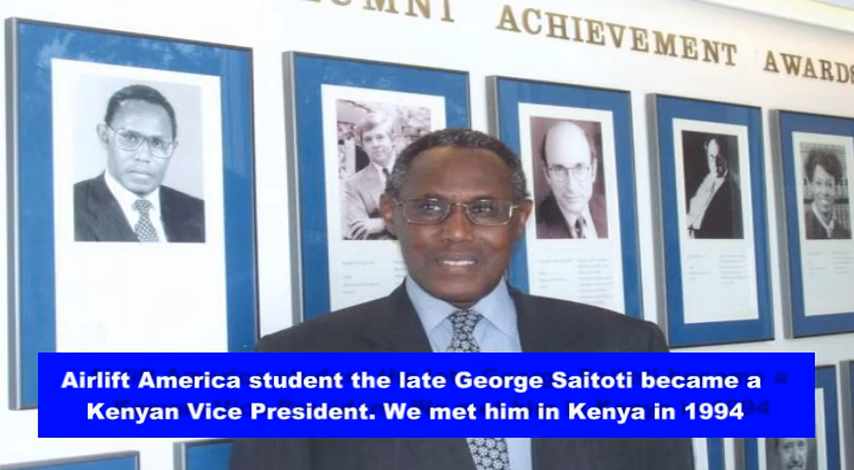 ALUMNI ACHIEVEMENT AWARDS
Airlift America student the late George Saitoti became a
Kenyan Vice President. We met him in Kenya in 1994